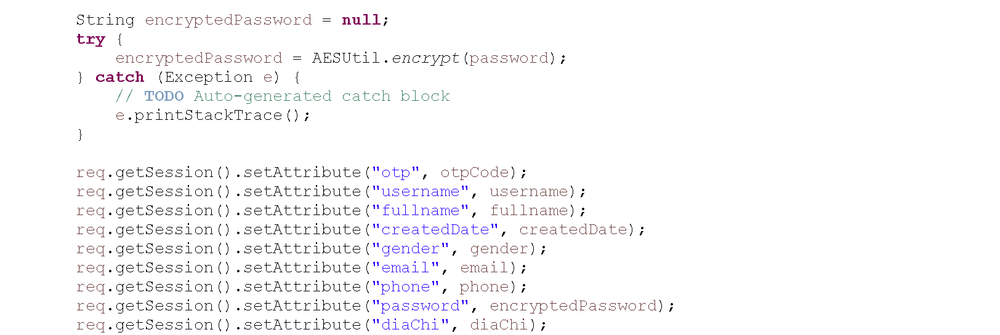 String encryptedPassword = null;
try {
    encryptedPassword = AESUtil.encrypt(password);
} catch (Exception e) {
    // TODO Auto-generated catch block
    e.printStackTrace();
}

req.getSession().setAttribute("otp", otpCode);
req.getSession().setAttribute("username", username);
req.getSession().setAttribute("fullname", fullname);
req.getSession().setAttribute("createdDate", createdDate);
req.getSession().setAttribute("gender", gender);
req.getSession().setAttribute("email", email);
req.getSession().setAttribute("phone", phone);
req.getSession().setAttribute("password", encryptedPassword);
req.getSession().setAttribute("diaChi", diaChi);